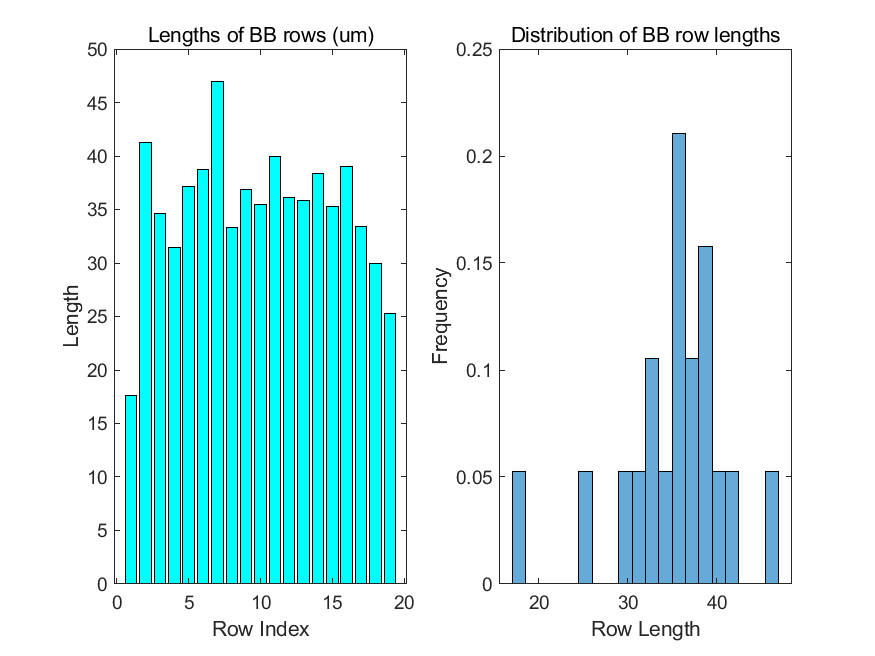 Lengths of BB rows (um)
50
45
40
35
30
25
20
15
10
5
0
Length
0 5 10 15 20
Row Index
Distribution of BB row lengths
0.25
0.2
0.15
0.1
0.05
0
Frequency
20 30 40
Row Length